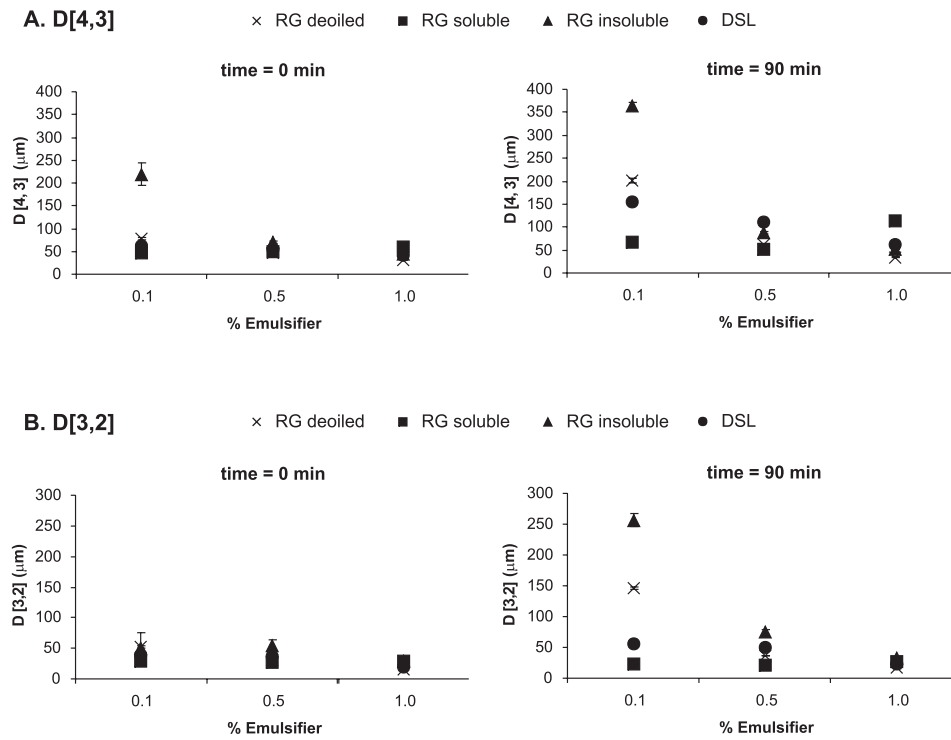 A. D[4,3]
× RG deoiled ■ RG soluble ▲ RG insoluble ● DSL
time = 0 min
D [4, 3] (µm)
400
350
300
250
200
150
100
50
0
0.1 0.5 1.0
% Emulsifier
time = 90 min
D [4, 3] (µm)
400
350
300
250
200
150
100
50
0
0.1 0.5 1.0
% Emulsifier
B. D[3,2]
× RG deoiled ■ RG soluble ▲ RG insoluble ● DSL
time = 0 min
D [3,2] (µm)
300
250
200
150
100
50
0
0.1 0.5 1.0
% Emulsifier
time = 90 min
D [3,2] (µm)
300
250
200
150
100
50
0
0.1 0.5 1.0
% Emulsifier